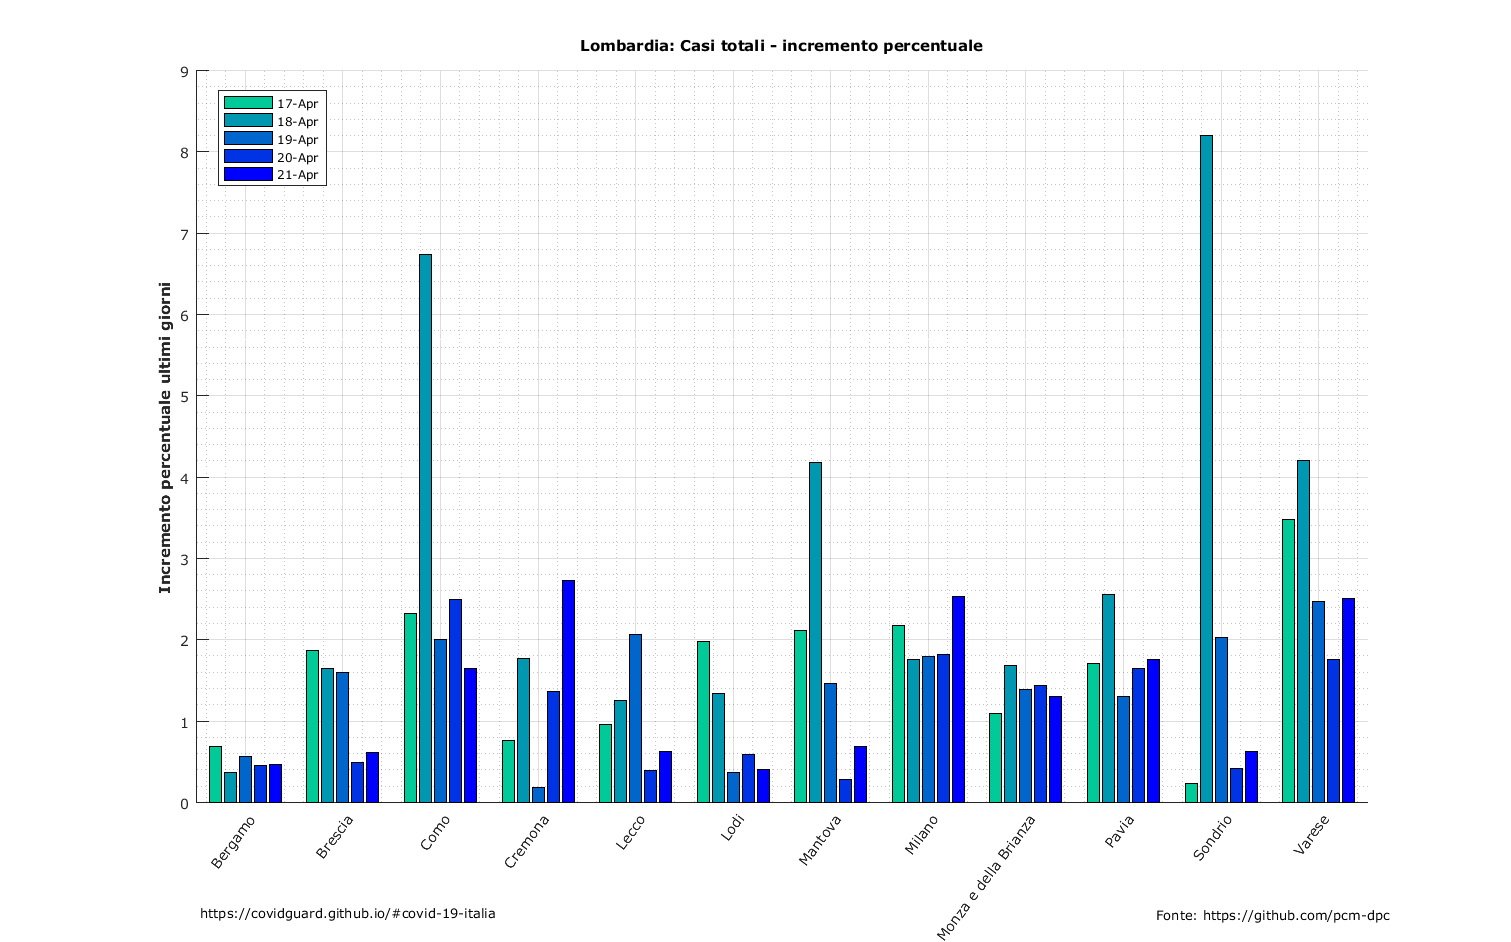 Lombardia: Casi totali - incremento percentuale
17-Apr
18-Apr
19-Apr
20-Apr
21-Apr
Incremento percentuale ultimi giorni
9
8
7
6
5
4
3
2
1
0
Bergamo
Brescia
Como
Cremona
Lecco
Lodi
Mantova
Milano
Monza e della Brianza
Pavia
Sondrio
Varese
https://covidguard.github.io/#covid-19-italia
Fonte: https://github.com/pcm-dpc